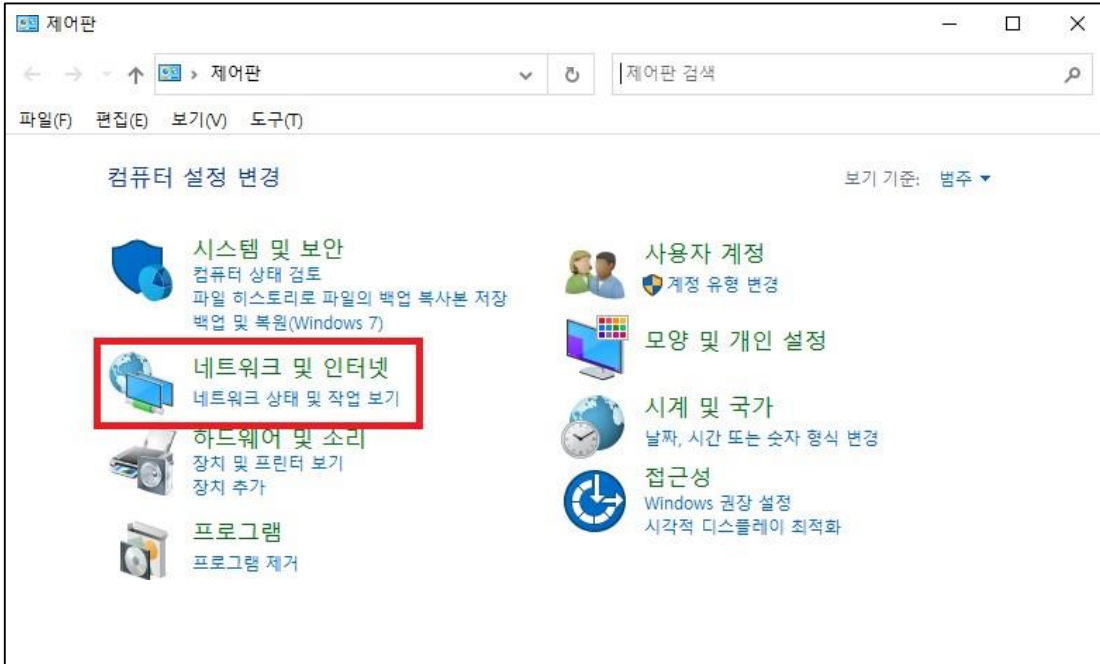 제어판
제어판
제어판 검색
파일(F) 편집(E) 보기(V) 도구(T)
컴퓨터 설정 변경
보기 기준: 범주
시스템 및 보안
컴퓨터 상태 검토
파일 히스토리로 파일의 백업 복사본 저장
백업 및 복원(Windows 7)
네트워크 및 인터넷
네트워크 상태 및 작업 보기
하드웨어 및 소리
장치 및 프린터 보기
장치 추가
프로그램
프로그램 제거
사용자 계정
계정 유형 변경
모양 및 개인 설정
시계 및 국가
날짜, 시간 또는 숫자 형식 변경
접근성
Windows 권장 설정
시각적 디스플레이 최적화